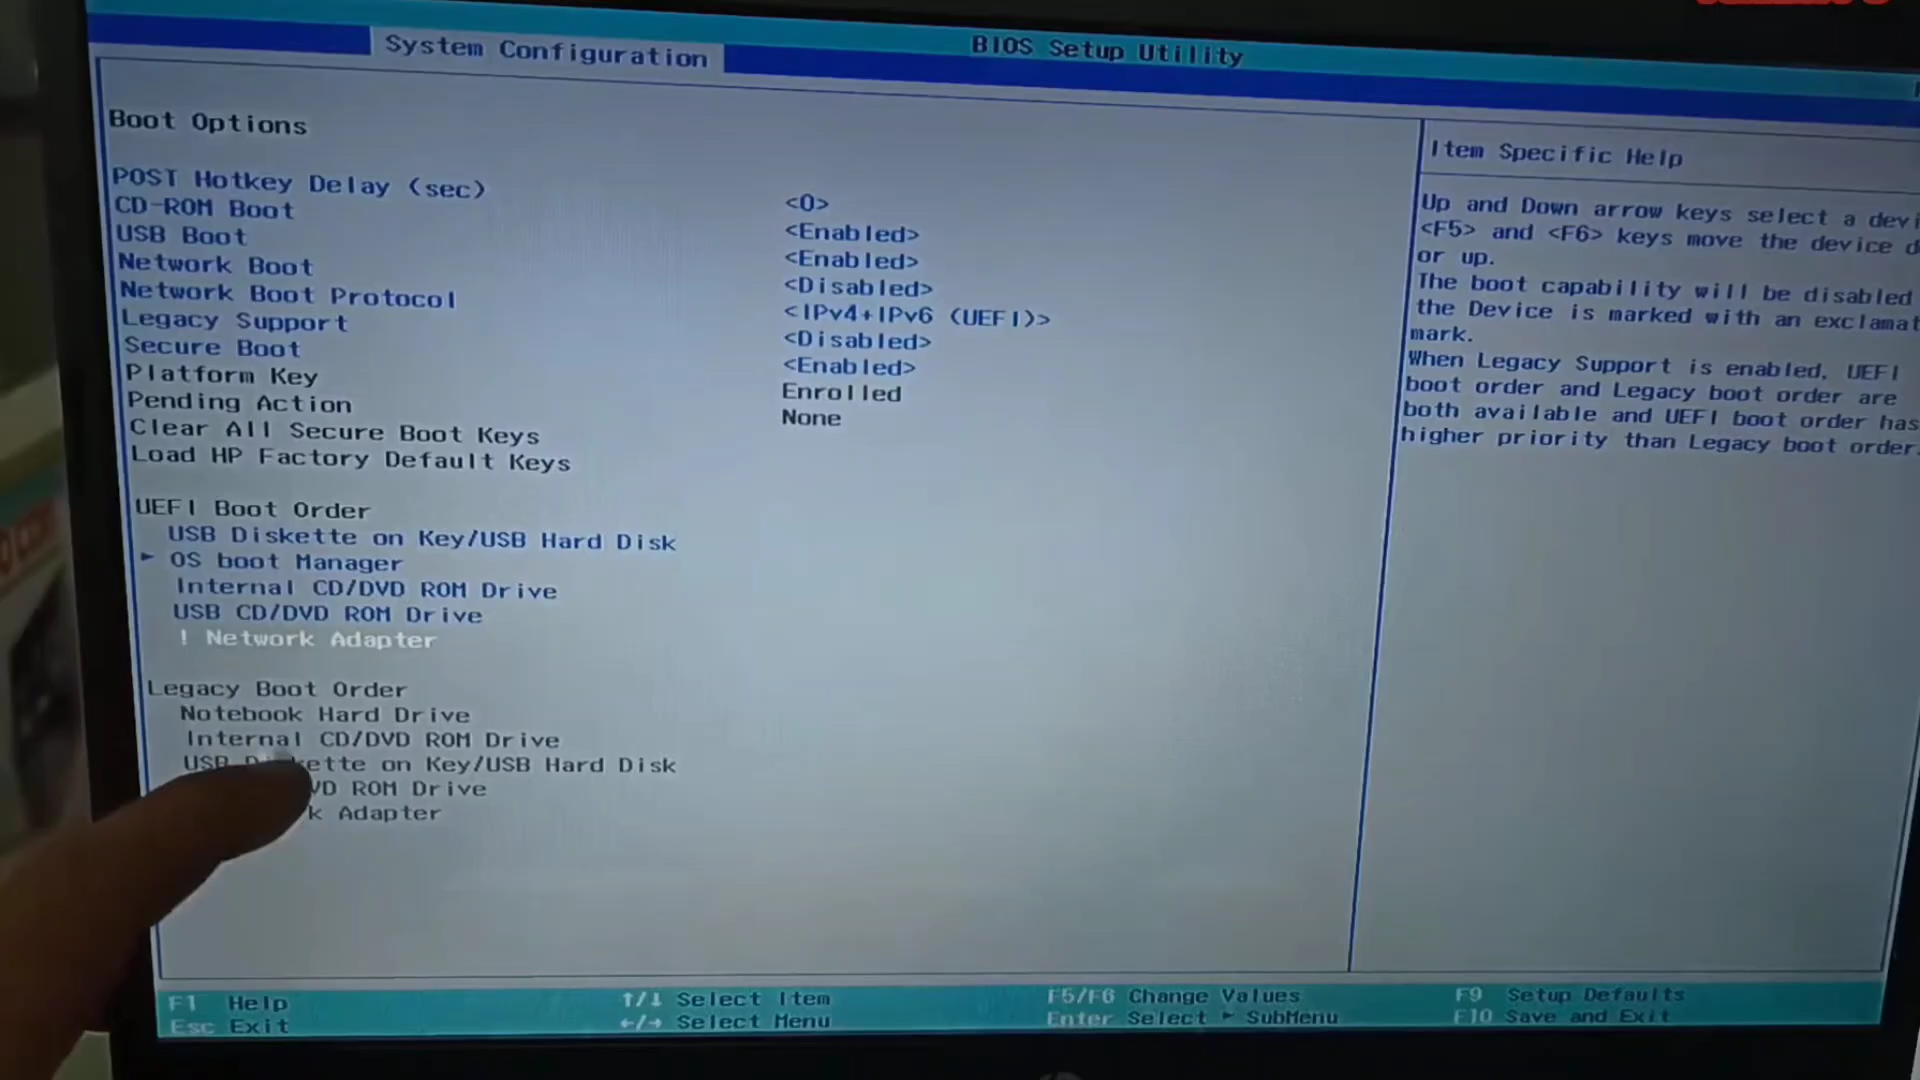 System Configuration
BIOS Setup Utility
Boot Options
POST Hotkey Delay (sec) <0>
CD-ROM Boot <Enabled>
USB Boot <Enabled>
Network Boot <Disabled>
Network Boot Protocol <IPv4+IPv6 (UEFI)>
Legacy Support <Disabled>
Secure Boot <Enabled>
Platform Key Enrolled
Pending Action None
Clear All Secure Boot Keys
Load HP Factory Default Keys
UEFI Boot Order
USB Diskette on Key/USB Hard Disk
► OS boot Manager
Internal CD/DVD ROM Drive
USB CD/DVD ROM Drive
! Network Adapter
Legacy Boot Order
Notebook Hard Drive
Internal CD/DVD ROM Drive
USB Diskette on Key/USB Hard Disk
ROM Drive
Adapter
Item Specific Help
Up and Down arrow keys select a
<F5> and <F6> keys move the device
or up.
The boot capability will be disabled
the Device is marked with an
mark.
When Legacy Support is enabled, UEFI
boot order and Legacy boot order are
both available and UEFI boot order has
higher priority than Legacy boot order.
F1 Help ↑/↓ Select Item F5/F6 Change Values F9 Setup Defaults
Esc Exit ←/→ Select Menu Enter Select ► SubMenu F10 Save and Exit